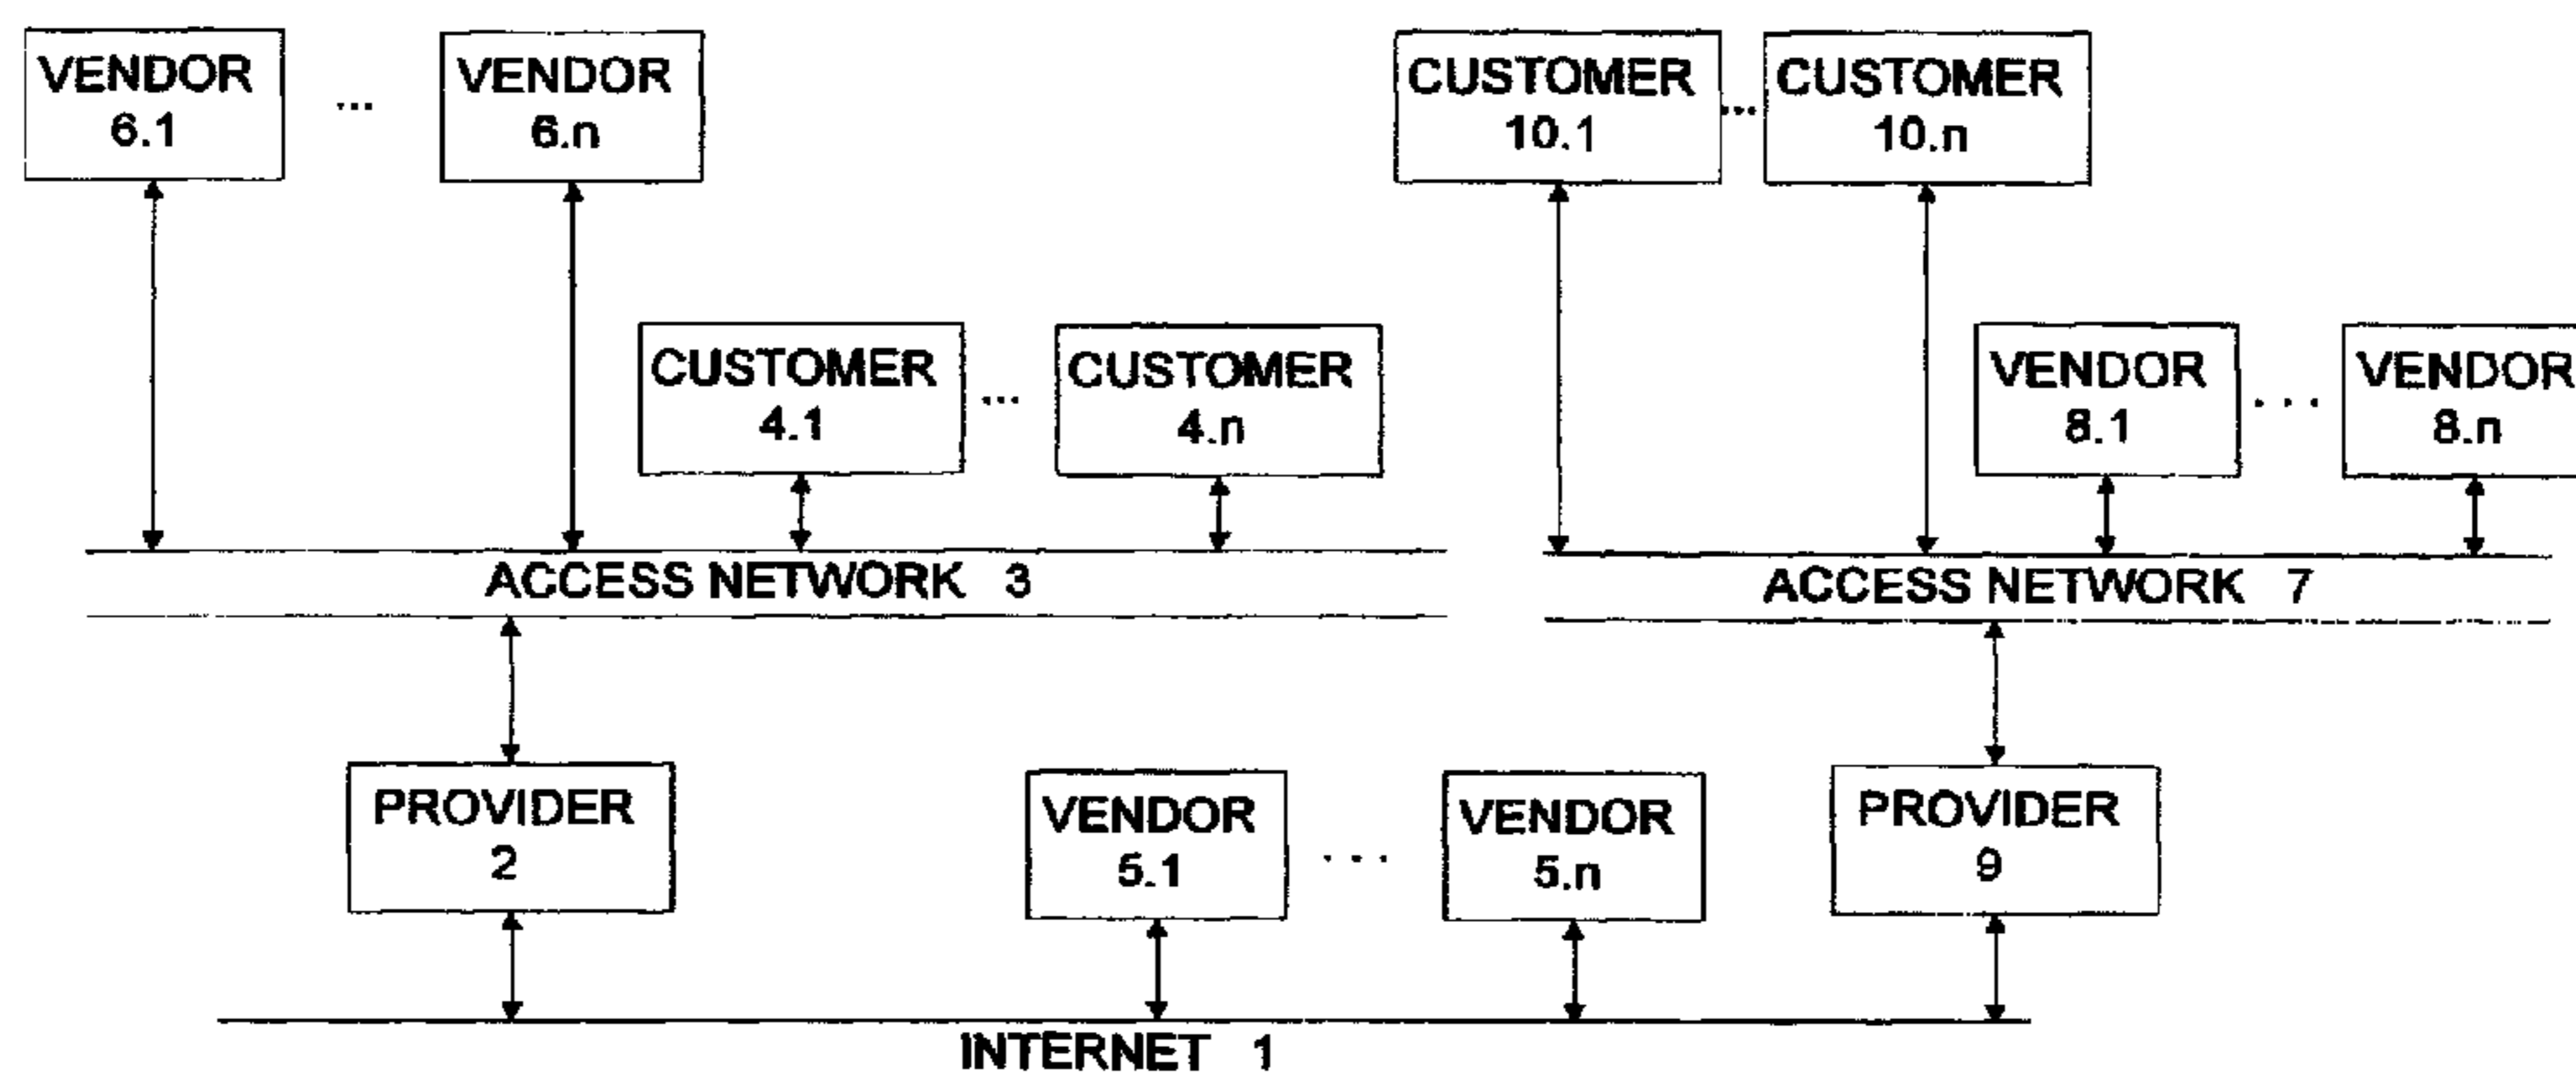 VENDOR
6.1
...
VENDOR
6.n
CUSTOMER
10.1
...
CUSTOMER
10.n
CUSTOMER
4.1
...
CUSTOMER
4.n
VENDOR
8.1
...
VENDOR
8.n
ACCESS NETWORK 3
ACCESS NETWORK 7
PROVIDER
2
VENDOR
5.1
...
VENDOR
5.n
PROVIDER
9
INTERNET 1